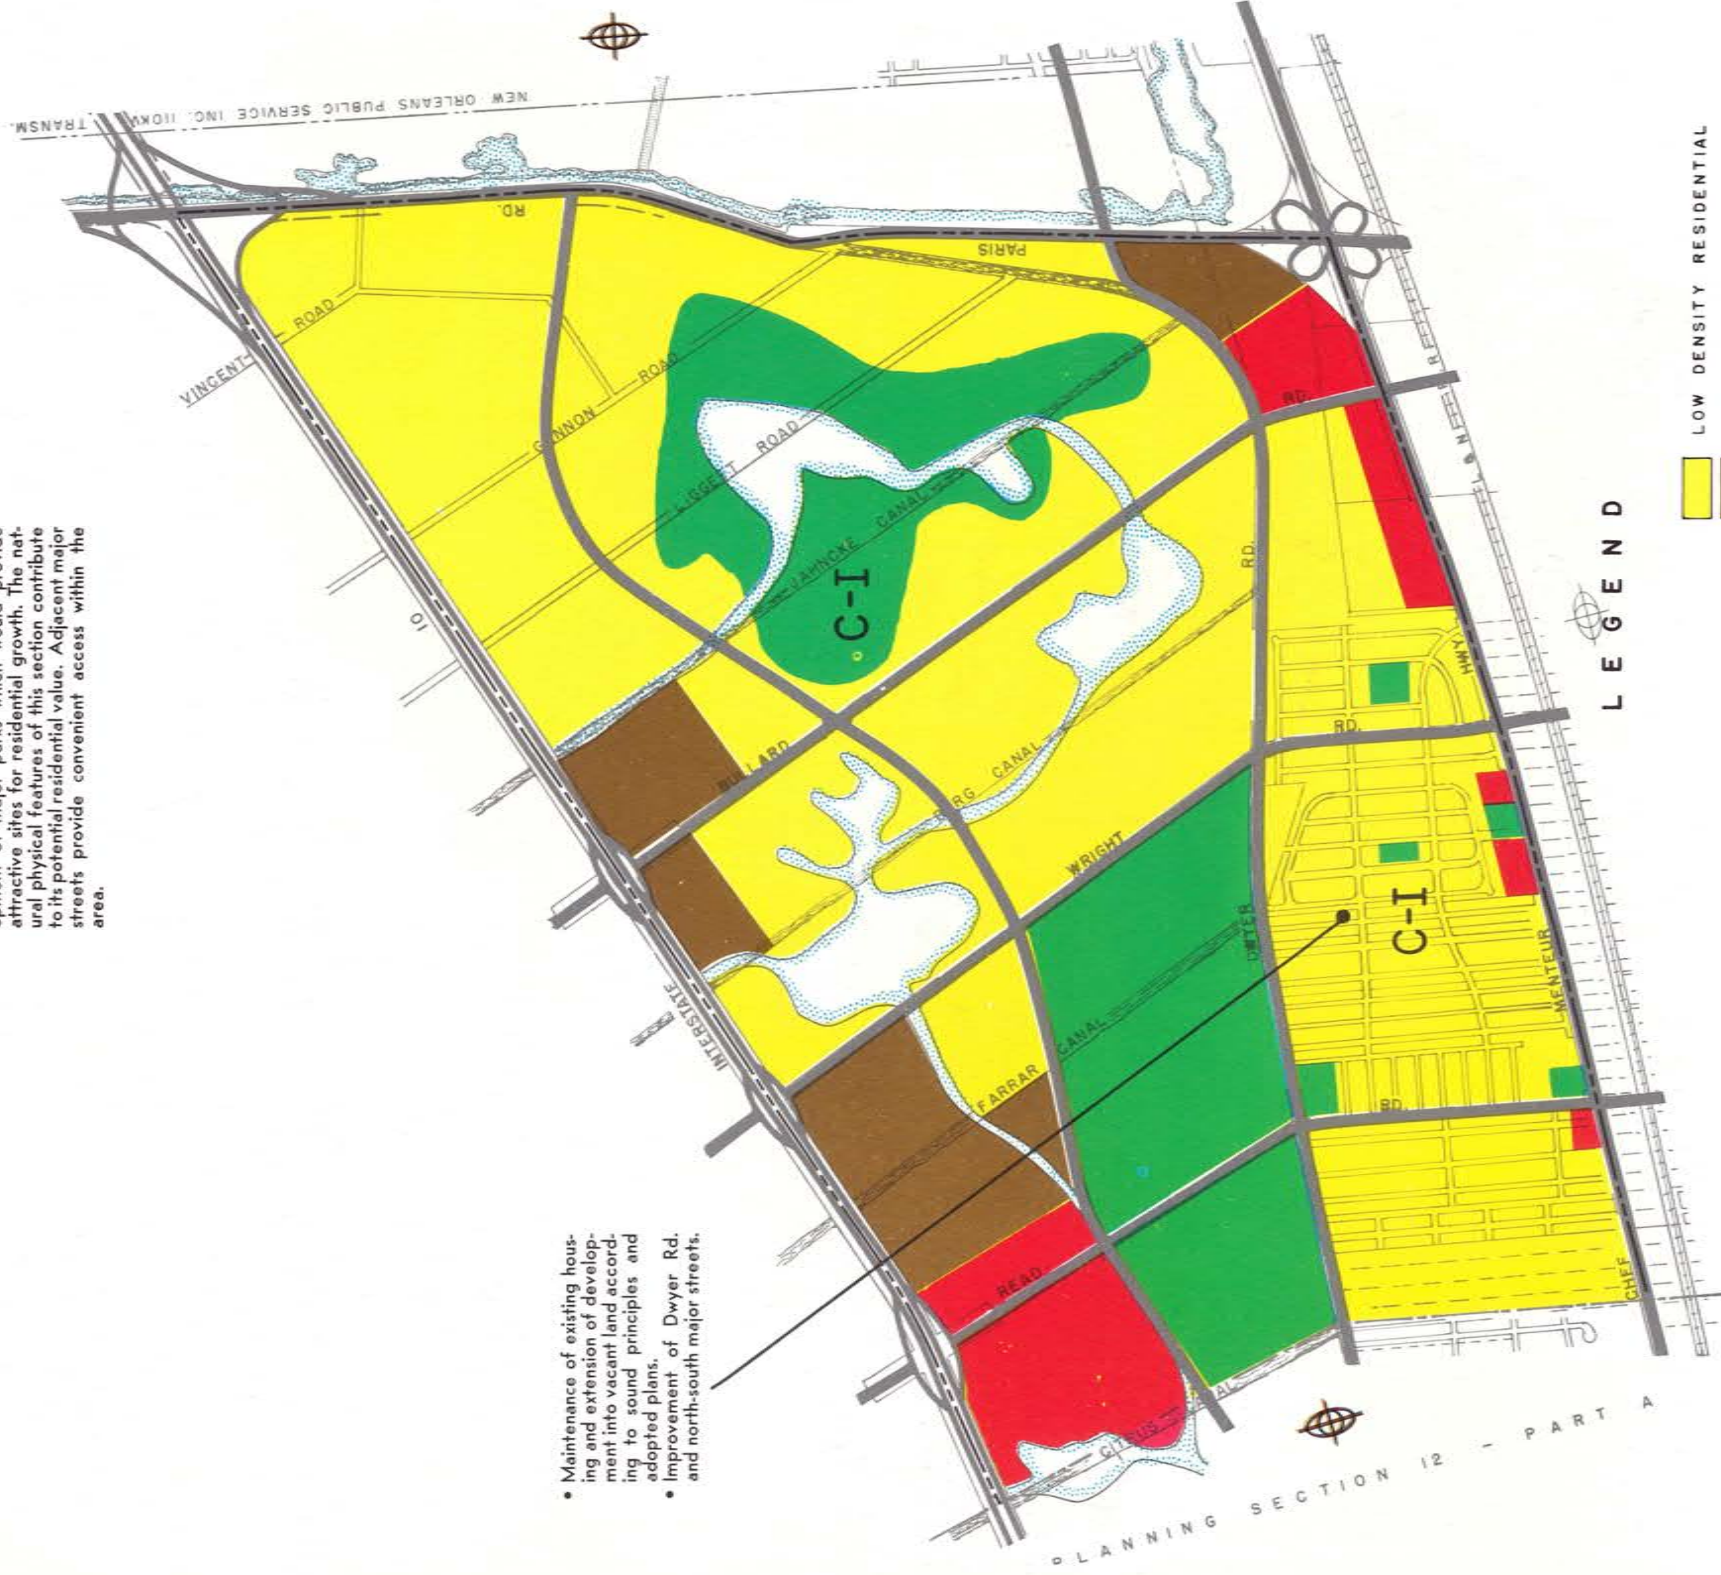 attractive sites for residential growth. The nat-
ural physical features of this section contribute
to its potential residential value. Adjacent major
streets provide convenient access within the
area.
NEW ORLEANS PUBLIC SERVICE INC. 110KV. TRANSM.
VINCENT
ROAD
RD.
PARIS
GANNON
ROAD
LIGGETT
ROAD
JAHNCKE
CANAL
C-I
10
BULLARD
RD.
RD.
BERG
CANAL
WRIGHT
RD.
HWY.
INTERSTATE
DWYER
C-I
FARRAR
CANAL
MENTEUR
RD.
READ
CHEF
CITRUS
• Maintenance of existing hous-
ing and extension of develop-
ment into vacant land accord-
ing to sound principles and
adopted plans.
• Improvement of Dwyer Rd.
and north-south major streets.
PLANNING SECTION 12 - PART A
LEGEND
LOW DENSITY RESIDENTIAL